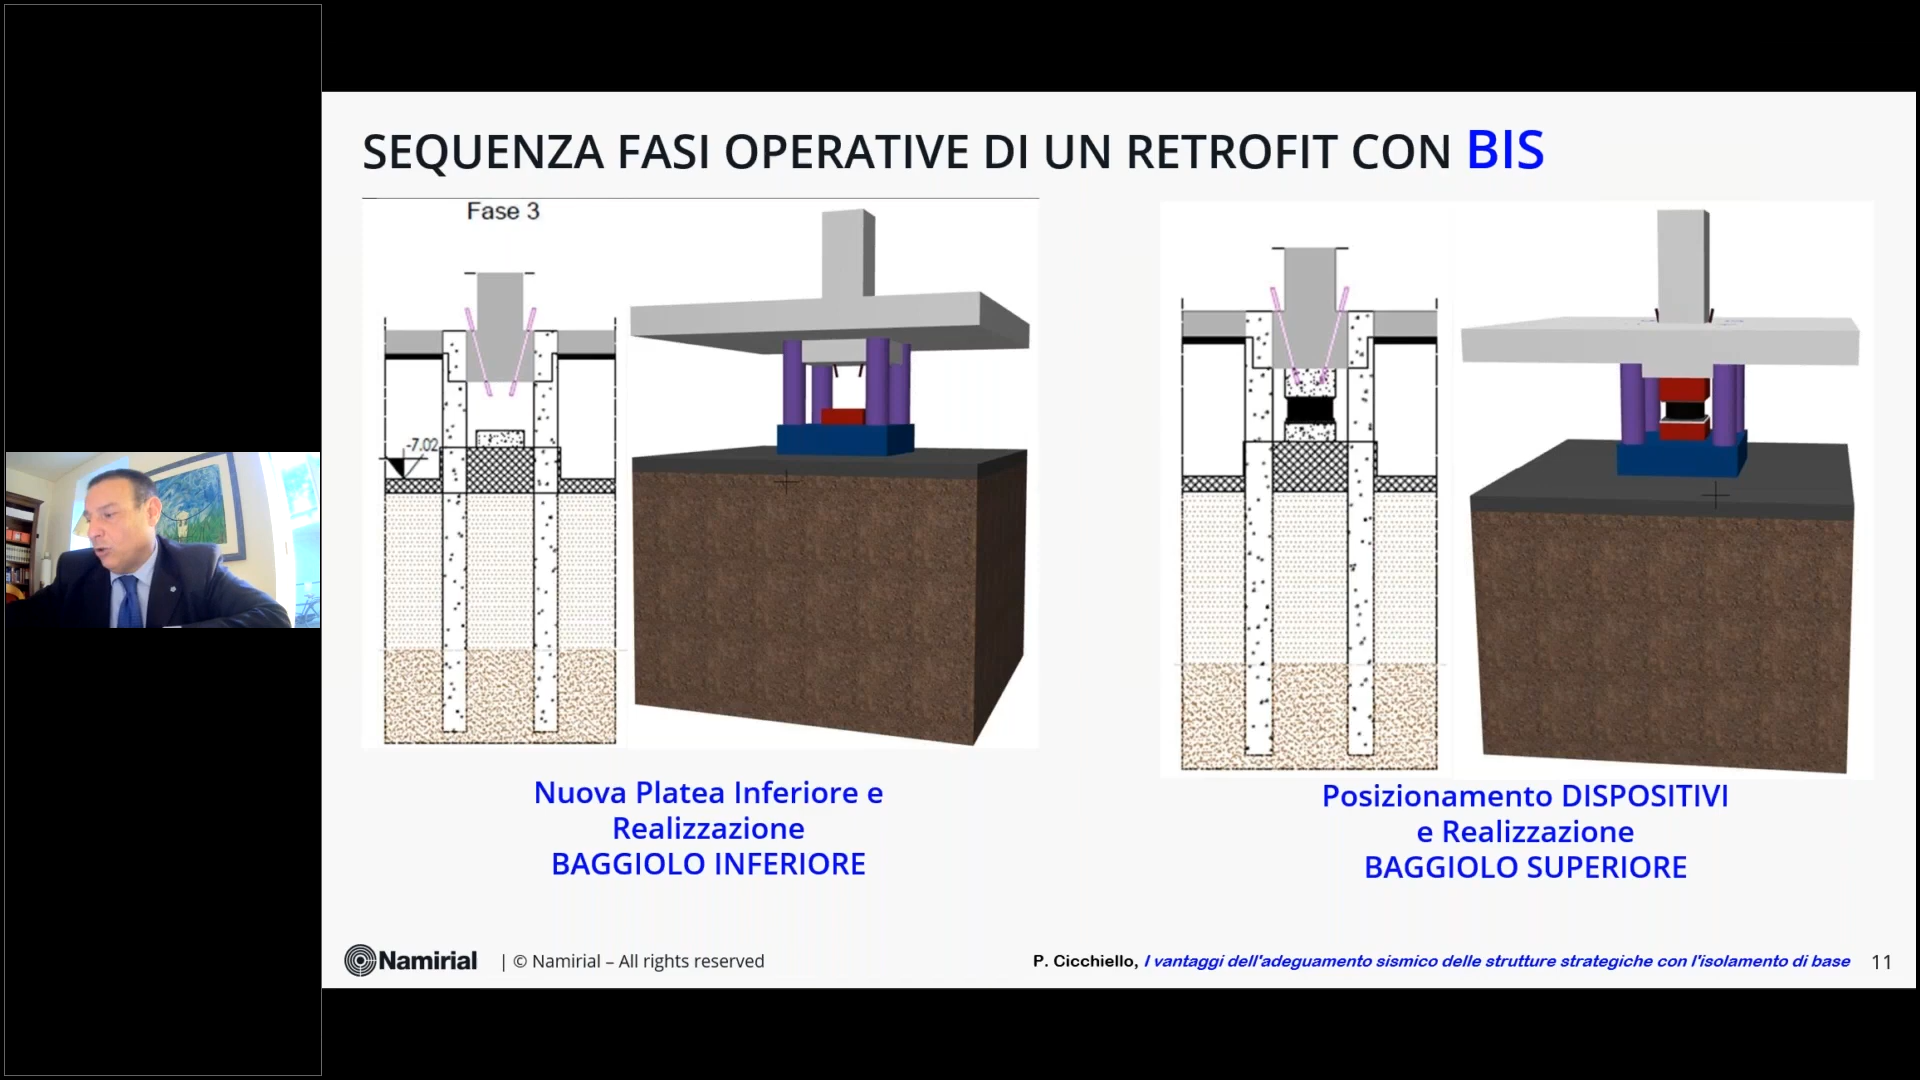 SEQUENZA FASI OPERATIVE DI UN RETROFIT CON BIS
Fase 3
-7.02
Nuova Platea Inferiore e
Realizzazione
BAGGIOLO INFERIORE
Posizionamento DISPOSITIVI
e Realizzazione
BAGGIOLO SUPERIORE
Namirial | © Namirial – All rights reserved
P. Cicchiello, I vantaggi dell'adeguamento sismico delle strutture strategiche con l'isolamento di base 11